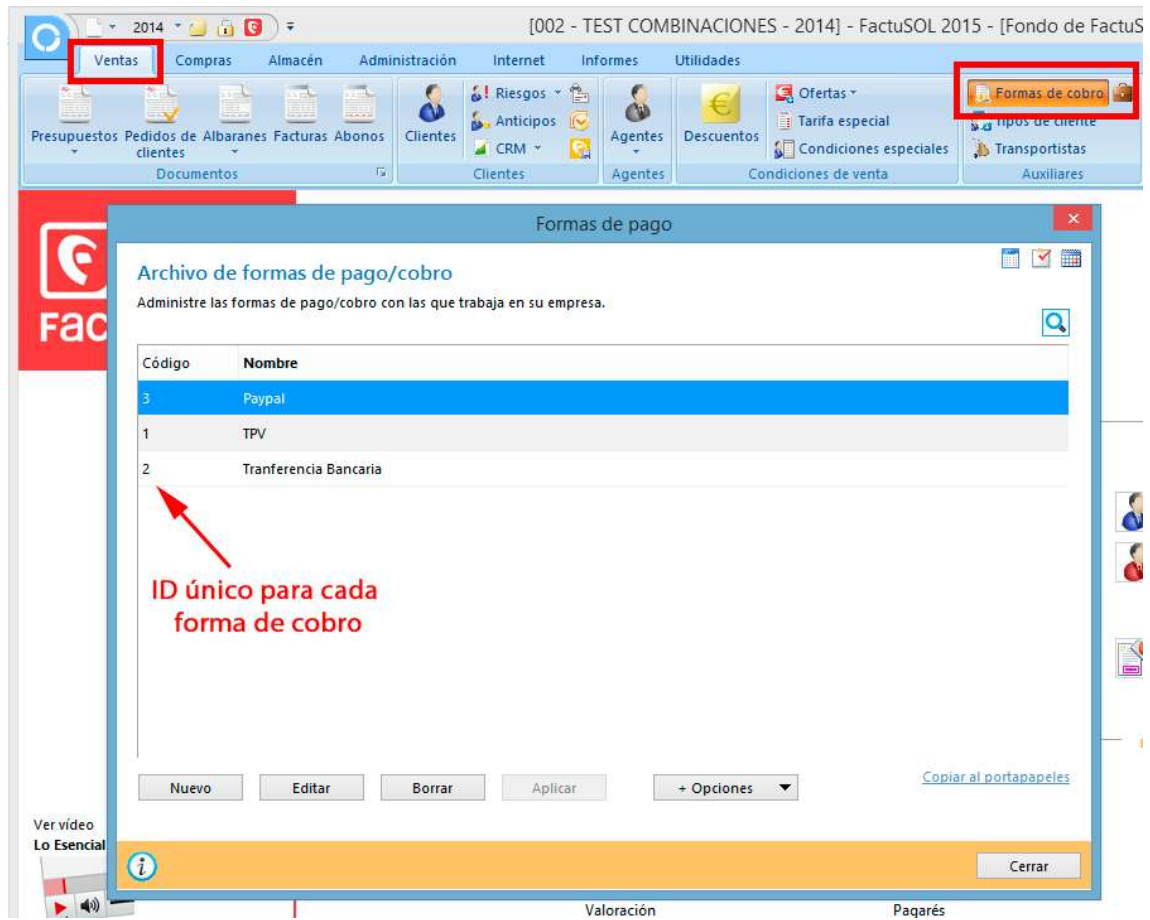 2014
[002 - TEST COMBINACIONES - 2014] - FactuSOL 2015 - [Fondo de FactuS
Ventas Compras Almacén Administración Internet Informes Utilidades
Presupuestos
Pedidos de clientes
Albaranes
Facturas
Abonos
Documentos
Clientes
Riesgos
Anticipos
CRM
Clientes
Agentes
Agentes
Descuentos
Ofertas
Tarifa especial
Condiciones especiales
Condiciones de venta
Formas de cobro
Tipos de cliente
Transportistas
Auxiliares
Fac
Formas de pago
Archivo de formas de pago/cobro
Administre las formas de pago/cobro con las que trabaja en su empresa.
Código Nombre
3 Paypal
1 TPV
2 Tranferencia Bancaria
ID único para cada
forma de cobro
Nuevo Editar Borrar Aplicar + Opciones Copiar al portapapeles
Ver vídeo
Lo Esencial
Cerrar
Valoración Pagarés